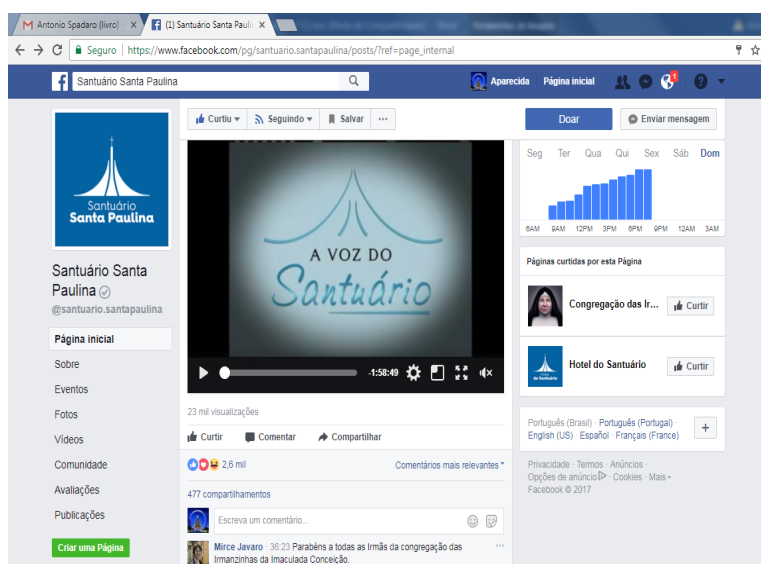 Antonio Spadaro (livro)
(1) Santuário Santa Pauli
Seguro
https://www.facebook.com/pg/santuario.santapaulina/posts/?ref=page_internal
Santuário Santa Paulina
Aparecida
Página inicial
1
Curtiu
Seguindo
Salvar
Doar
Enviar mensagem
Santuário
Santa Paulina
Santuário Santa
Paulina
@santuario.santapaulina
Página inicial
Sobre
Eventos
Fotos
Vídeos
Comunidade
Avaliações
Publicações
Criar uma Página
A VOZ DO
Santuário
-1:58:49
23 mil visualizações
Curtir
Comentar
Compartilhar
2,6 mil
Comentários mais relevantes
477 compartilhamentos
Escreva um comentário...
Mirce Javaro · 36:23 Parabéns a todas as Irmãs da congregação das
Irmanzinhas da Imaculada Conceição.
Seg Ter Qua Qui Sex Sáb Dom
6AM 9AM 12PM 3PM 6PM 9PM 12AM 3AM
Páginas curtidas por esta Página
Congregação das Ir...
Curtir
Hotel do Santuário
Curtir
Português (Brasil) · Português (Portugal) ·
English (US) · Español · Français (France)
Privacidade · Termos · Anúncios ·
Opções de anúncio · Cookies · Mais
Facebook © 2017